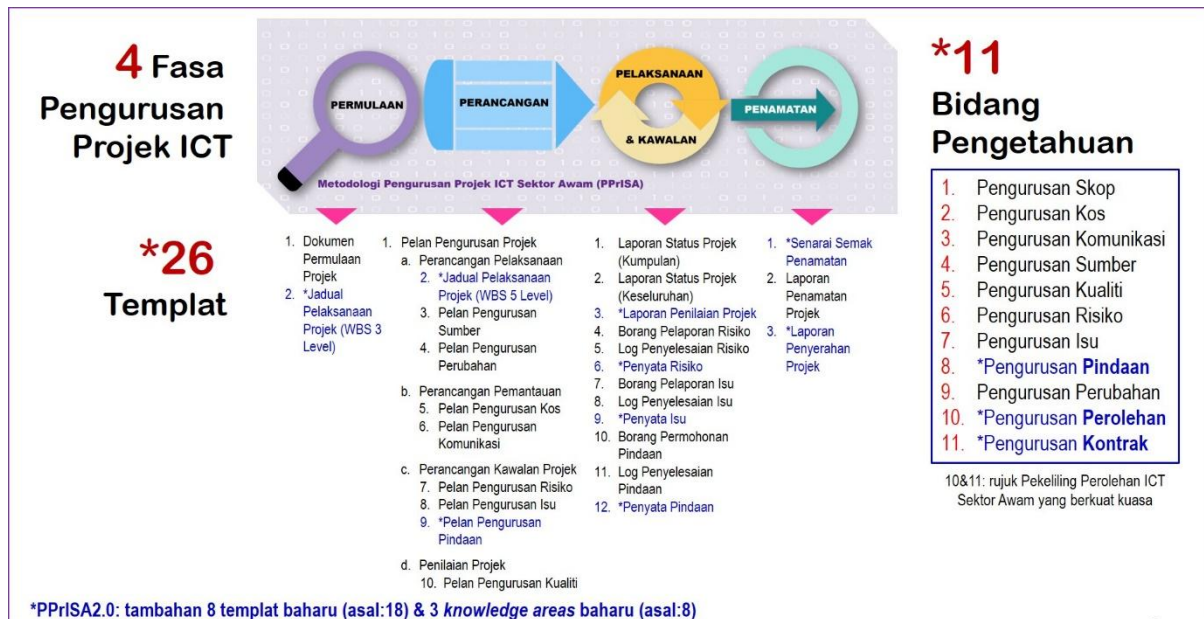 4 Fasa
Pengurusan
Projek ICT
PERMULAAN
PERANCANGAN
PELAKSANAAN
& KAWALAN
PENAMATAN
Metodologi Pengurusan Projek ICT Sektor Awam (PPrISA)
*11
Bidang
Pengetahuan
1. Pengurusan Skop
2. Pengurusan Kos
3. Pengurusan Komunikasi
4. Pengurusan Sumber
5. Pengurusan Kualiti
6. Pengurusan Risiko
7. Pengurusan Isu
8. *Pengurusan Pindaan
9. Pengurusan Perubahan
10. *Pengurusan Perolehan
11. *Pengurusan Kontrak
10&11: rujuk Pekeliling Perolehan ICT
Sektor Awam yang berkuat kuasa
*26
Templat
1. Dokumen
Permulaan
Projek
2. *Jadual
Pelaksanaan
Projek (WBS 3
Level)
1. Pelan Pengurusan Projek
a. Perancangan Pelaksanaan
2. *Jadual Pelaksanaan
Projek (WBS 5 Level)
3. Pelan Pengurusan
Sumber
4. Pelan Pengurusan
Perubahan
b. Perancangan Pemantauan
5. Pelan Pengurusan Kos
6. Pelan Pengurusan
Komunikasi
c. Perancangan Kawalan Projek
7. Pelan Pengurusan Risiko
8. Pelan Pengurusan Isu
9. *Pelan Pengurusan
Pindaan
d. Penilaian Projek
10. Pelan Pengurusan Kualiti
1. Laporan Status Projek
(Kumpulan)
2. Laporan Status Projek
(Keseluruhan)
3. *Laporan Penilaian Projek
4. Borang Pelaporan Risiko
5. Log Penyelesaian Risiko
6. *Penyata Risiko
7. Borang Pelaporan Isu
8. Log Penyelesaian Isu
9. *Penyata Isu
10. Borang Permohonan
Pindaan
11. Log Penyelesaian
Pindaan
12. *Penyata Pindaan
1. *Senarai Semak
Penamatan
2. Laporan
Penamatan
Projek
3. *Laporan
Penyerahan
Projek
*PPrISA2.0: tambahan 8 templat baharu (asal:18) & 3 knowledge areas baharu (asal:8)